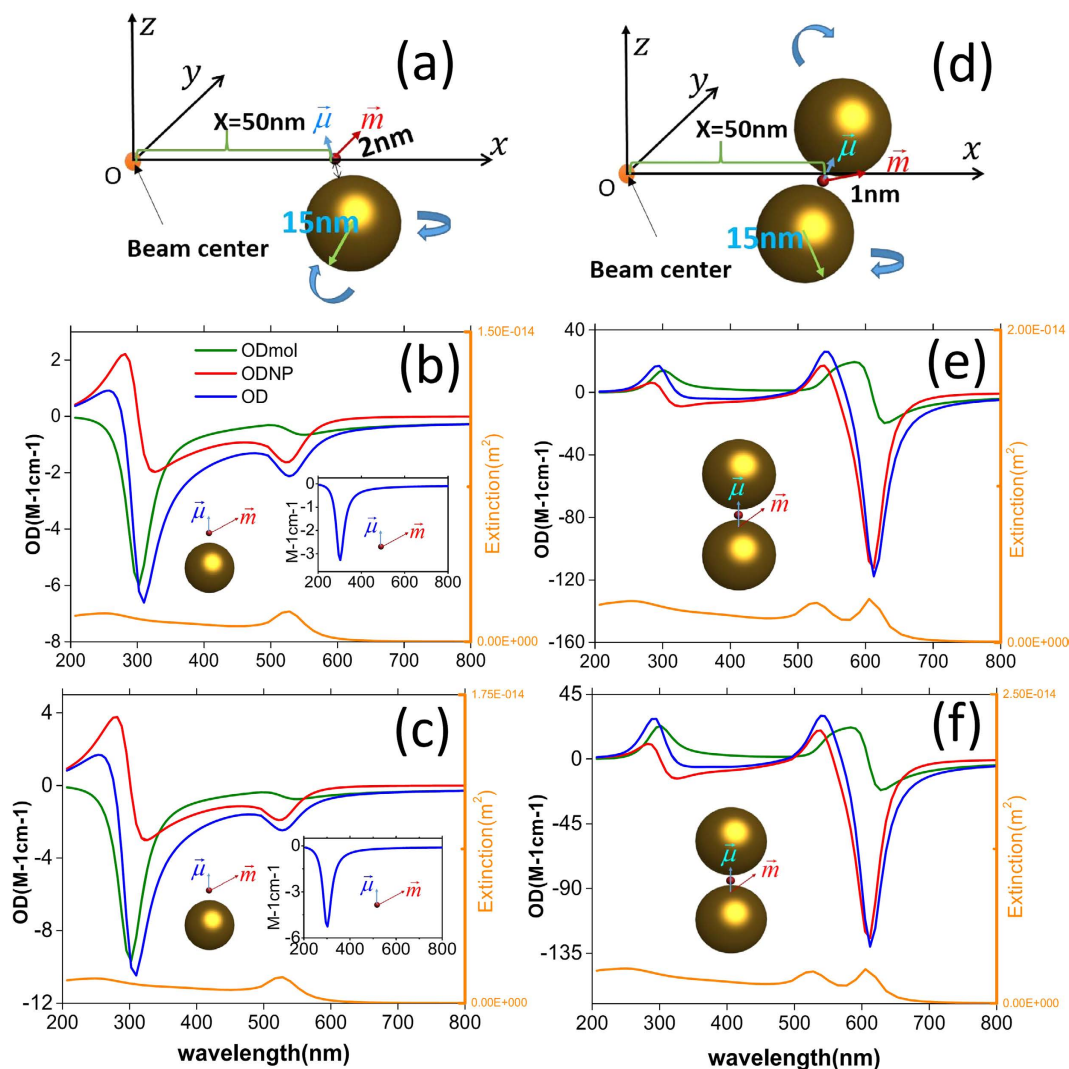 z
(a)
y
X=50nm
μ
m
2nm
x
O
15nm
Beam center
z
(d)
y
X=50nm
μ
m
x
O
1nm
15nm
Beam center
1.50E-014
(b)
ODmol
ODNP
OD
2
0
-2
-4
-6
-8
OD(M-1cm-1)
μ
m
0
-1
-2
-3
M-1cm-1
μ
m
200 400 600 800
2
Extinction(m²)
0.00E+000
200 300 400 500 600 700 800
2.00E-014
(e)
40
0
-40
-80
-120
-160
OD(M-1cm-1)
μ
m
2
Extinction(m²)
0.00E+000
200 300 400 500 600 700 800
1.75E-014
(c)
4
0
-4
-8
-12
OD(M-1cm-1)
μ
m
0
-3
-6
M-1cm-1
μ
m
200 400 600 800
2
Extinction(m²)
0.00E+000
200 300 400 500 600 700 800
wavelength(nm)
2.50E-014
(f)
45
0
-45
-90
-135
OD(M-1cm-1)
μ
m
2
Extinction(m²)
0.00E+000
200 300 400 500 600 700 800
wavelength(nm)